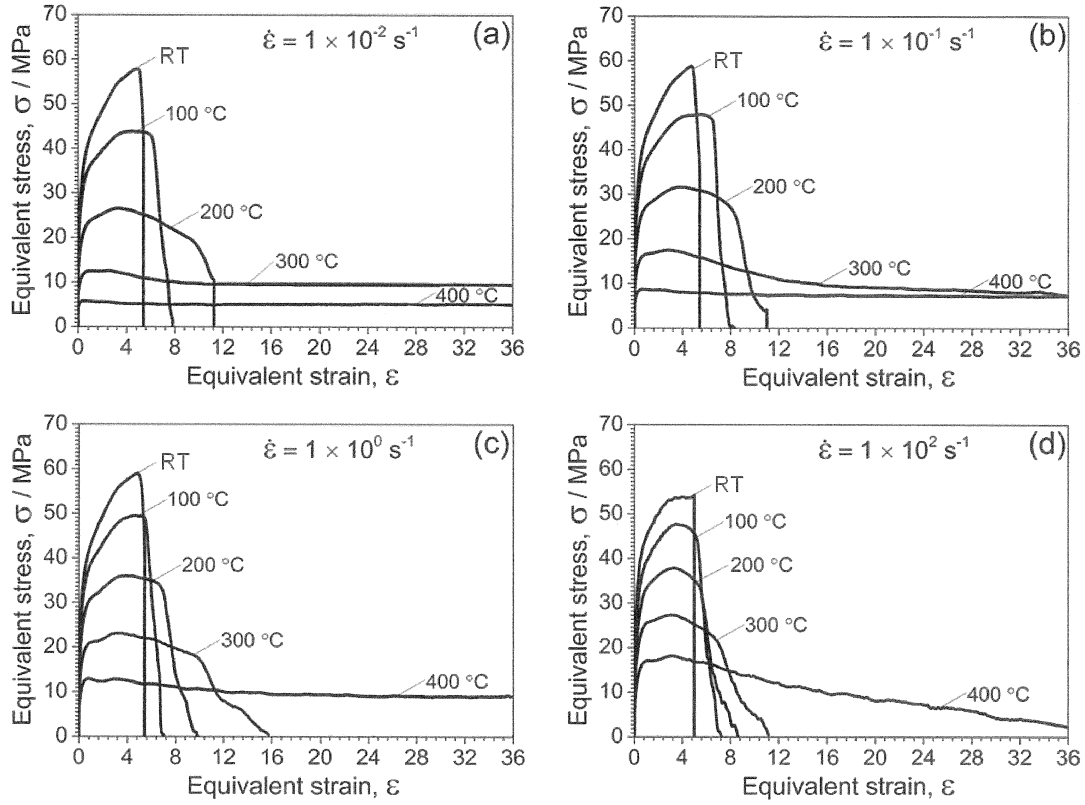 (a)
ε̇ = 1 × 10⁻² s⁻¹
Equivalent stress, σ / MPa
70
60
50
40
30
20
10
0
RT
100 °C
200 °C
300 °C
400 °C
0 4 8 12 16 20 24 28 32 36
Equivalent strain, ε
(b)
ε̇ = 1 × 10⁻¹ s⁻¹
Equivalent stress, σ / MPa
70
60
50
40
30
20
10
0
RT
100 °C
200 °C
300 °C
400 °C
0 4 8 12 16 20 24 28 32 36
Equivalent strain, ε
(c)
ε̇ = 1 × 10⁰ s⁻¹
Equivalent stress, σ / MPa
70
60
50
40
30
20
10
0
RT
100 °C
200 °C
300 °C
400 °C
0 4 8 12 16 20 24 28 32 36
Equivalent strain, ε
(d)
ε̇ = 1 × 10² s⁻¹
Equivalent stress, σ / MPa
70
60
50
40
30
20
10
0
RT
100 °C
200 °C
300 °C
400 °C
0 4 8 12 16 20 24 28 32 36
Equivalent strain, ε